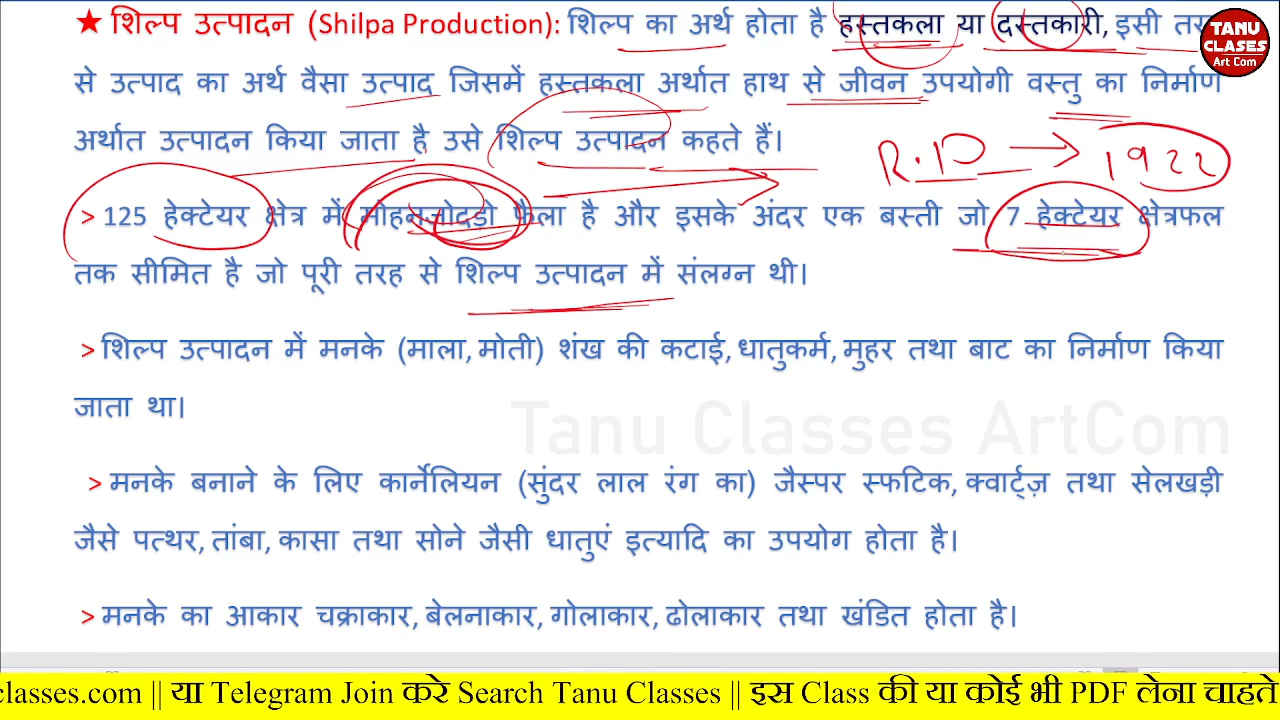 ★ शिल्प उत्पादन (Shilpa Production): शिल्प का अर्थ होता है हस्तकला या दस्तकारी, इसी तर
TANU
CLASES
Art Com
से उत्पाद का अर्थ वैसा उत्पाद जिसमें हस्तकला अर्थात हाथ से जीवन उपयोगी वस्तु का निर्माण
अर्थात उत्पादन किया जाता है उसे शिल्प उत्पादन कहते हैं।
R.D → 1922
> 125 हेक्टेयर क्षेत्र में मोहनजोदड़ो फैला है और इसके अंदर एक बस्ती जो 7 हेक्टेयर क्षेत्रफल
तक सीमित है जो पूरी तरह से शिल्प उत्पादन में संलग्न थी।
> शिल्प उत्पादन में मनके (माला, मोती) शंख की कटाई, धातुकर्म, मुहर तथा बाट का निर्माण किया
जाता था।
Tanu Classes ArtCom
> मनके बनाने के लिए कार्नेलियन (सुंदर लाल रंग का) जैस्पर स्फटिक, क्वार्ट्ज़ तथा सेलखड़ी
जैसे पत्थर, तांबा, कासा तथा सोने जैसी धातुएं इत्यादि का उपयोग होता है।
> मनके का आकार चक्राकार, बेलनाकार, गोलाकार, ढोलाकार तथा खंडित होता है।
classes.com || या Telegram Join करे Search Tanu Classes || इस Class की या कोई भी PDF लेना चाहते